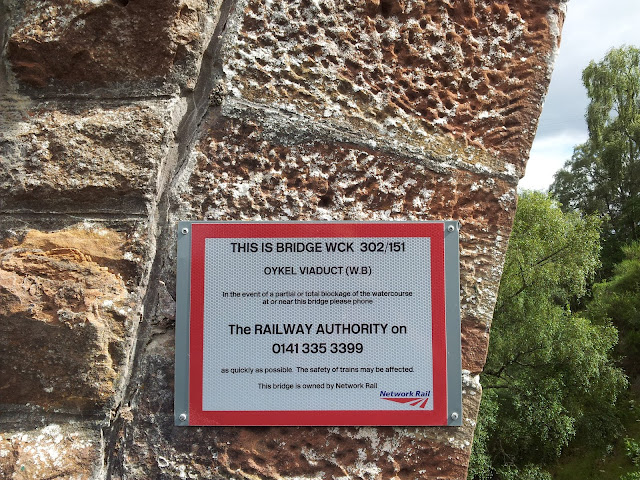 THIS IS BRIDGE WCK 302/151
OYKEL VIADUCT (W.B)
In the event of a partial or total blockage of the watercourse
at or near this bridge please phone
The RAILWAY AUTHORITY on
0141 335 3399
as quickly as possible. The safety of trains may be affected.
This bridge is owned by Network Rail
Network Rail